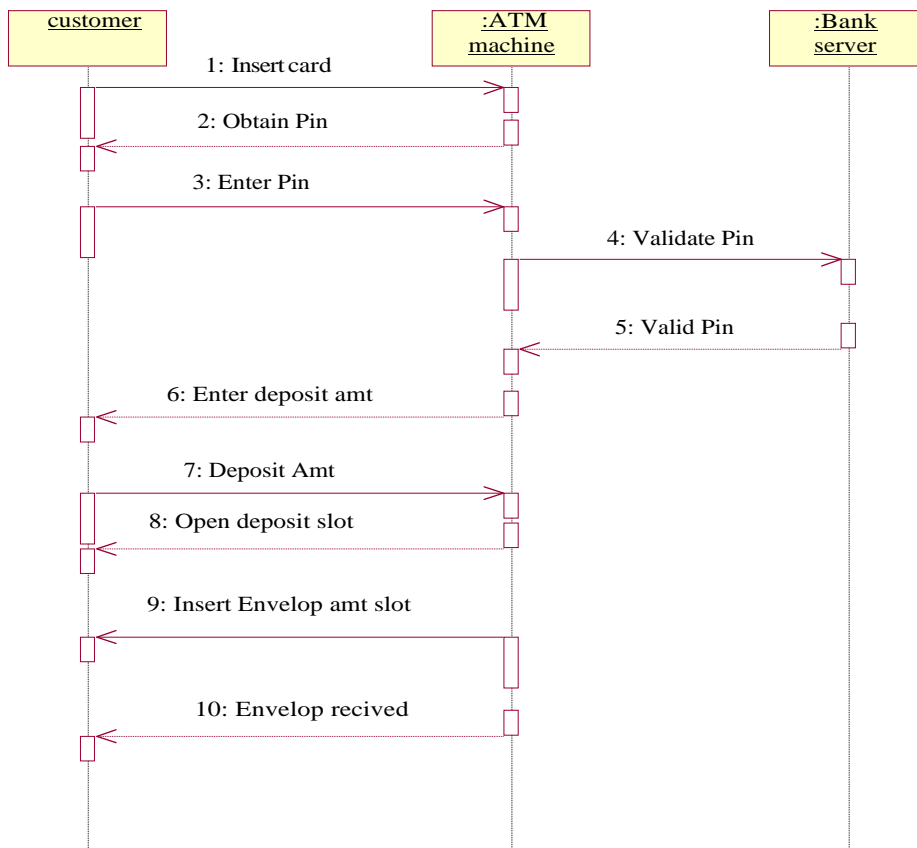 customer
:ATM
machine
:Bank
server
1: Insert card
2: Obtain Pin
3: Enter Pin
4: Validate Pin
5: Valid Pin
6: Enter deposit amt
7: Deposit Amt
8: Open deposit slot
9: Insert Envelop amt slot
10: Envelop recived